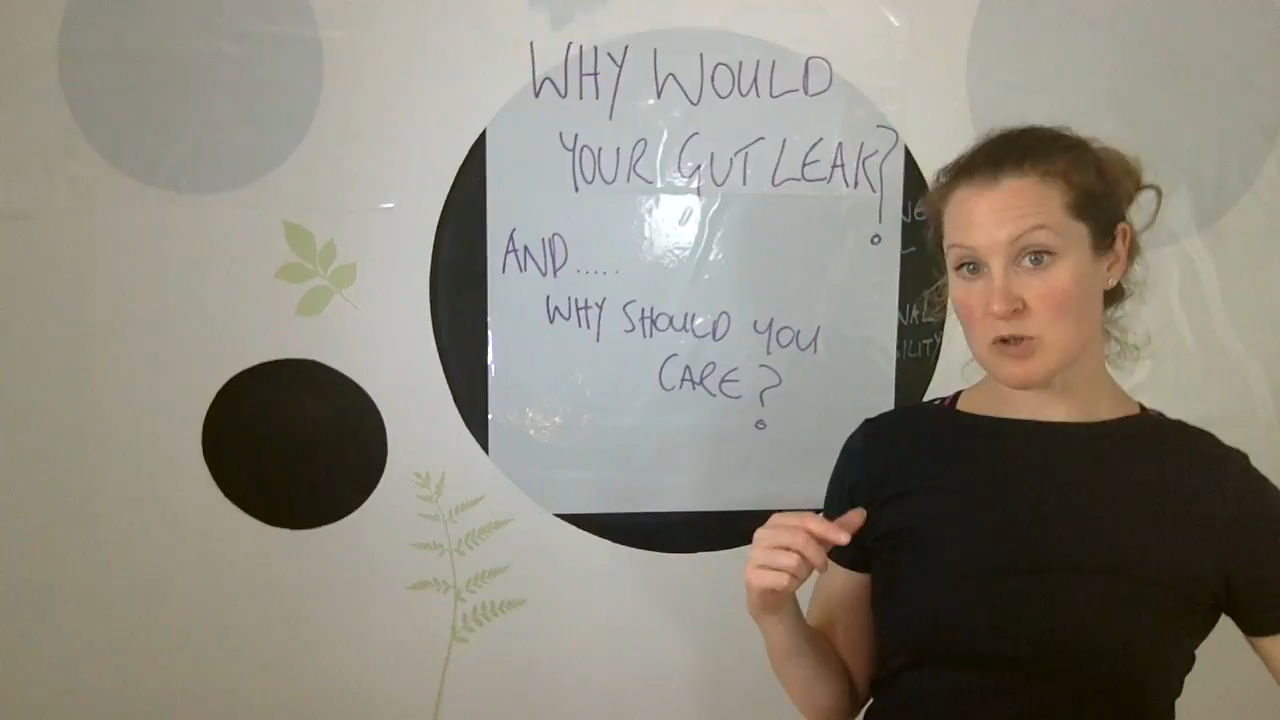 WHY WOULD
YOUR GUT LEAK?
AND.....
WHY SHOULD YOU
CARE?